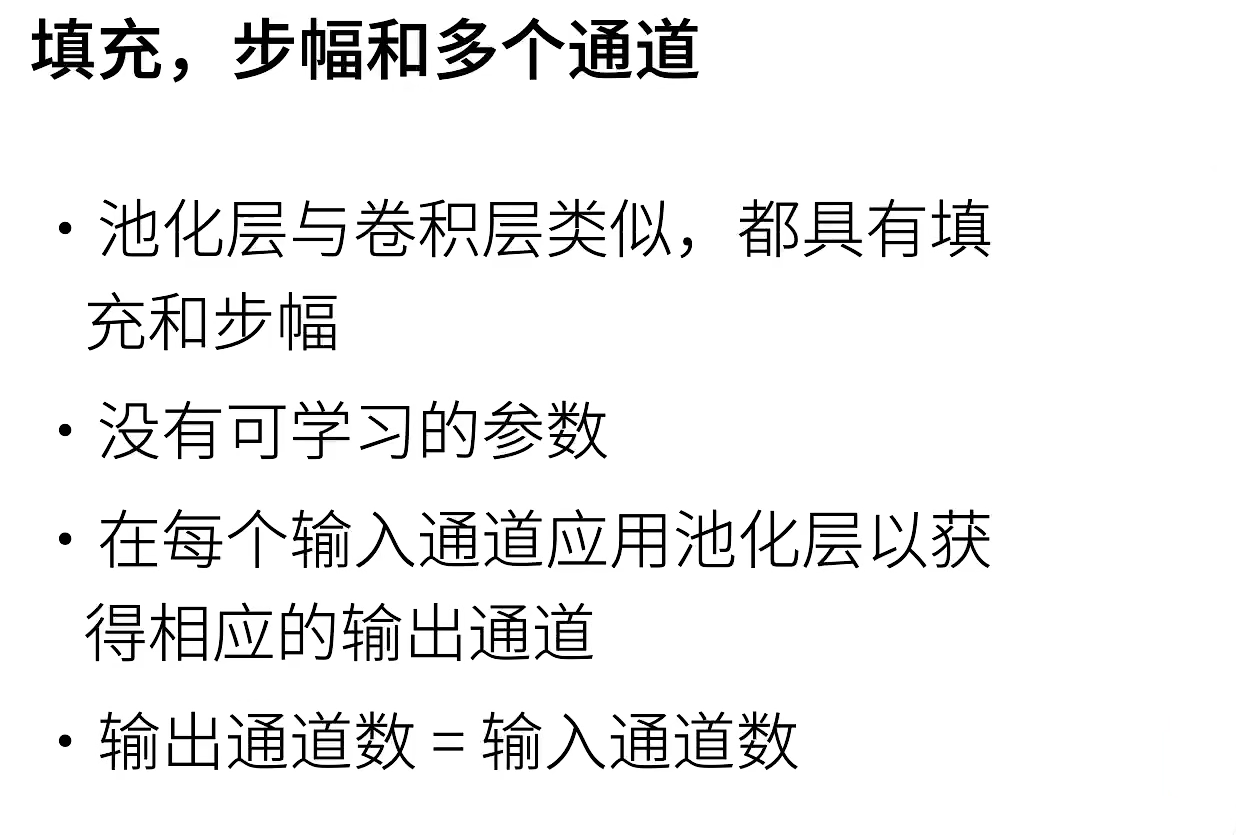 填充，步幅和多个通道
• 池化层与卷积层类似，都具有填
充和步幅
• 没有可学习的参数
• 在每个输入通道应用池化层以获
得相应的输出通道
• 输出通道数 = 输入通道数